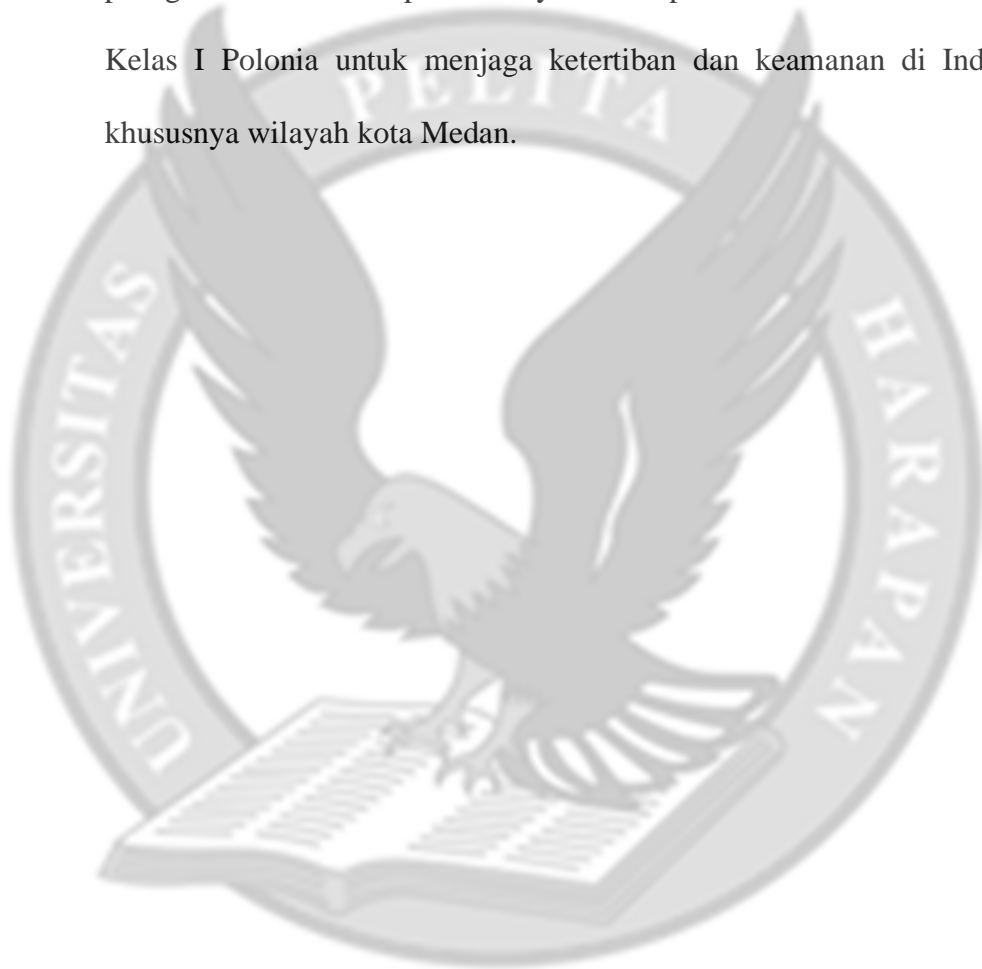 Kelas I Polonia untuk menjaga ketertiban dan keamanan di Ind
khususnya wilayah kota Medan.
UNIVERSITAS PELITA HARAPAN